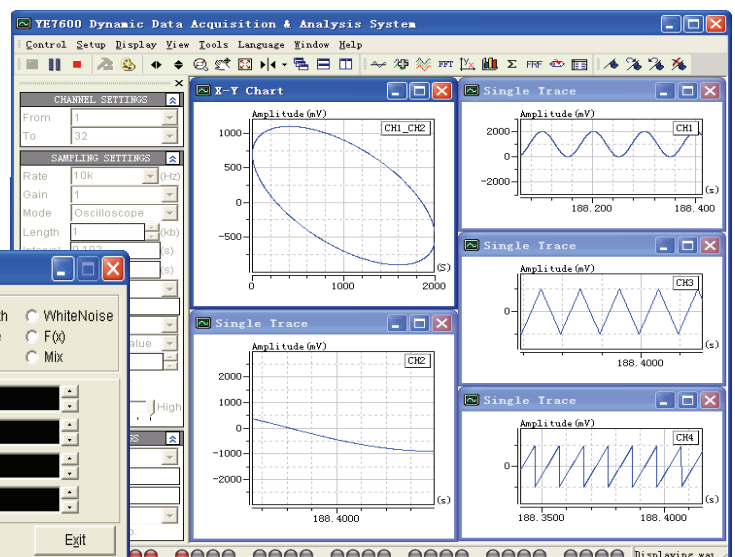 YE7600 Dynamic Data Acquisition & Analysis System
Control Setup Display View Tools Language Window Help
FFT Σ FRF
CHANNEL SETTINGS
From 1
To 32
SAMPLING SETTINGS
Rate 10k (Hz)
Gain 1
Mode Oscilloscope
Length 1 (kb)
(s)
(s)
High
X-Y Chart
Amplitude(mV)
CH1_CH2
1000
500
0
-500
0 1000 2000
(S)
Single Trace
Amplitude(mV)
CH2
2000
1000
0
-1000
-2000
188.4000
(s)
Single Trace
Amplitude(mV)
CH1
2000
0
-2000
188.200 188.400
(s)
Single Trace
Amplitude(mV)
CH3
0
188.4000
(s)
Single Trace
Amplitude(mV)
CH4
0
188.3500 188.4000
(s)
WhiteNoise
F(x)
Mix
Exit